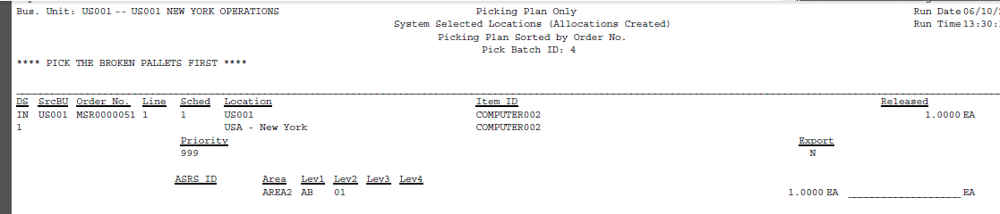 Bus. Unit: US001 -- US001 NEW YORK OPERATIONS Picking Plan Only Run Date 06/10/
System Selected Locations (Allocations Created) Run Time 13:30:
Picking Plan Sorted by Order No.
Pick Batch ID: 4
**** PICK THE BROKEN PALLETS FIRST ****
DS SrcBU Order No. Line Sched Location Item ID Released
IN US001 MSR0000051 1 1 US001 COMPUTER002 1.0000 EA
1 USA - New York COMPUTER002
Priority Export
999 N
ASRS ID Area Lev1 Lev2 Lev3 Lev4
AREA2 AB 01 1.0000 EA ____________________ EA